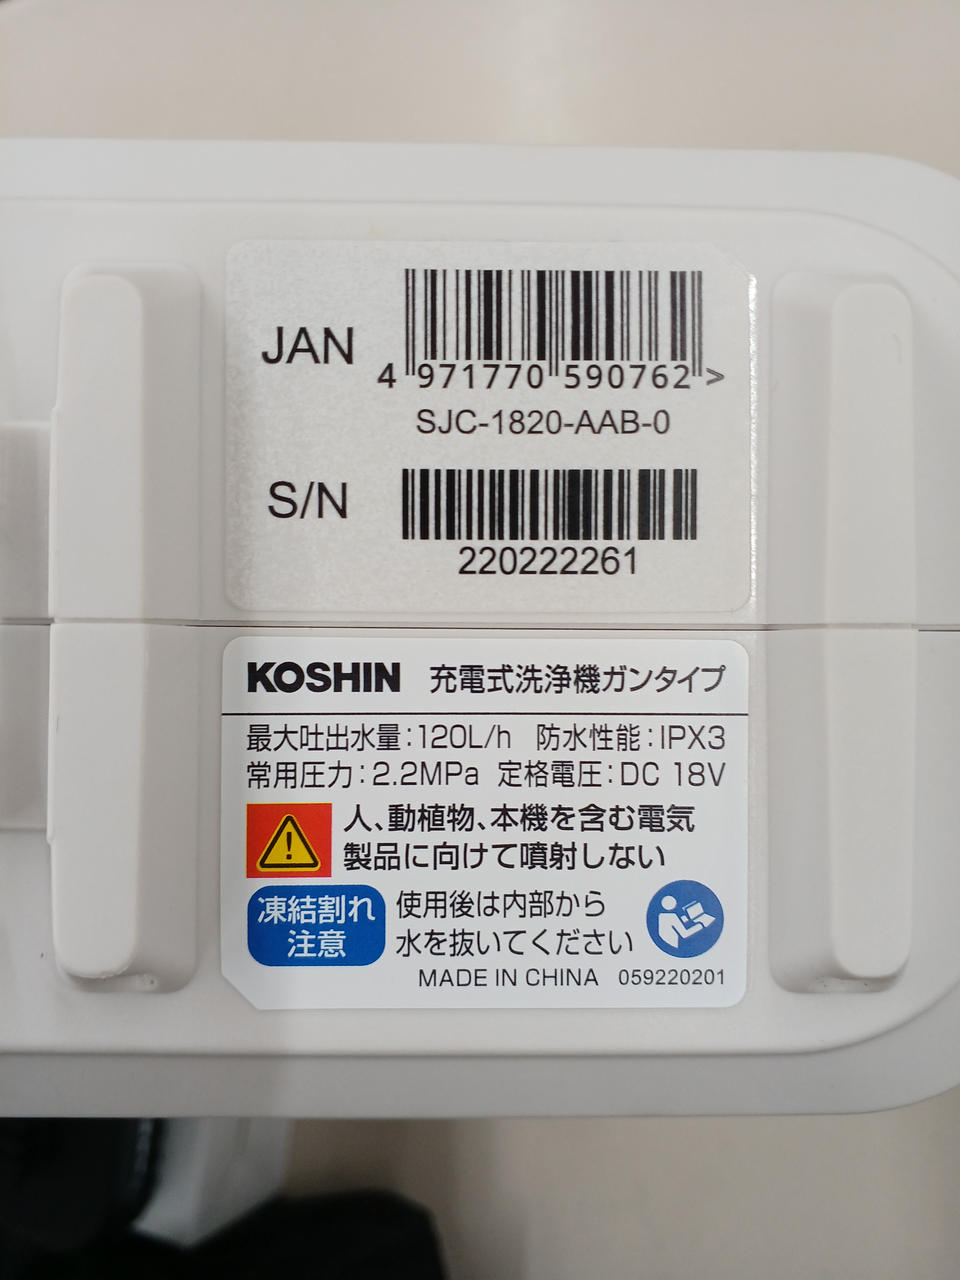 JAN
4 971770 590762 >
SJC-1820-AAB-0
S/N
220222261
KOSHIN 充電式洗浄機ガンタイプ
最大吐出水量:120L/h 防水性能:IPX3
常用圧力:2.2MPa 定格電圧:DC 18V
人、動植物、本機を含む電気
製品に向けて噴射しない
凍結割れ
注意
使用後は内部から
水を抜いてください
MADE IN CHINA 059220201